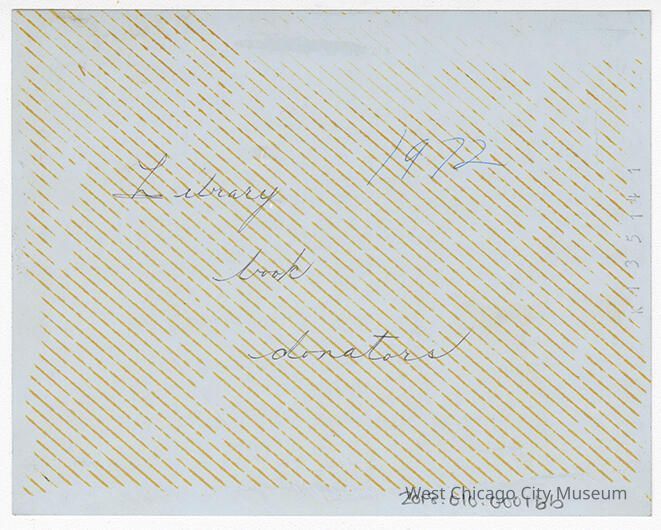 1972
Library
book
donators
West Chicago City Museum